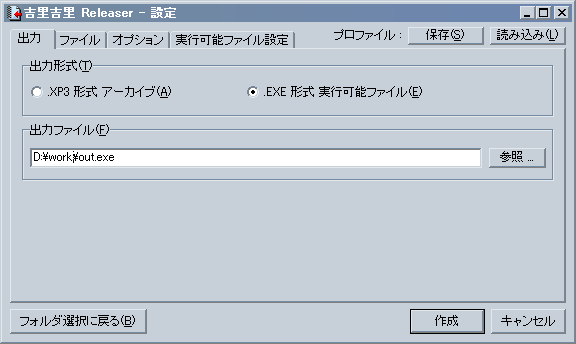 吉里吉里 Releaser - 設定
出力
ファイル
オプション
実行可能ファイル設定
プロファイル :
保存(S)
読み込み(L)
出力形式(T)
.XP3 形式 アーカイブ(A)
.EXE 形式 実行可能ファイル(E)
出力ファイル(F)
D:¥work¥out.exe
参照 ...
フォルダ選択に戻る(B)
作成
キャンセル